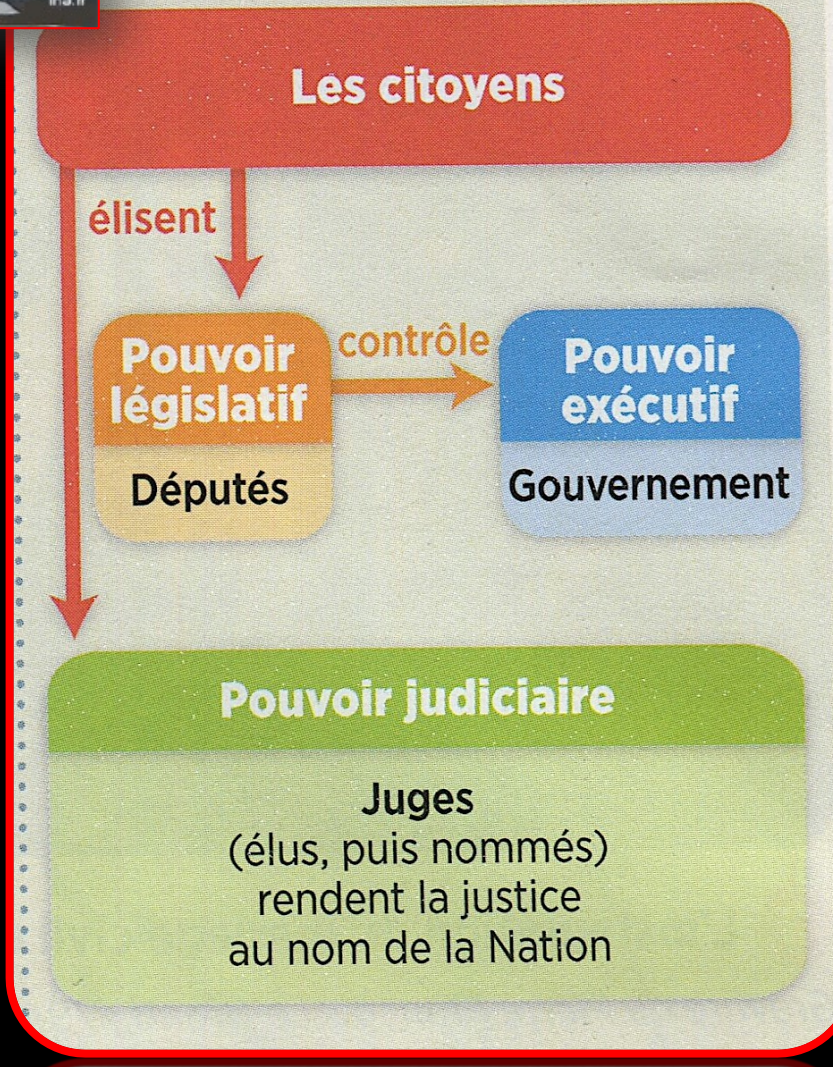 Les citoyens
élisent
Pouvoir
législatif
Députés
contrôle
Pouvoir
exécutif
Gouvernement
Pouvoir judiciaire
Juges
(élus, puis nommés)
rendent la justice
au nom de la Nation